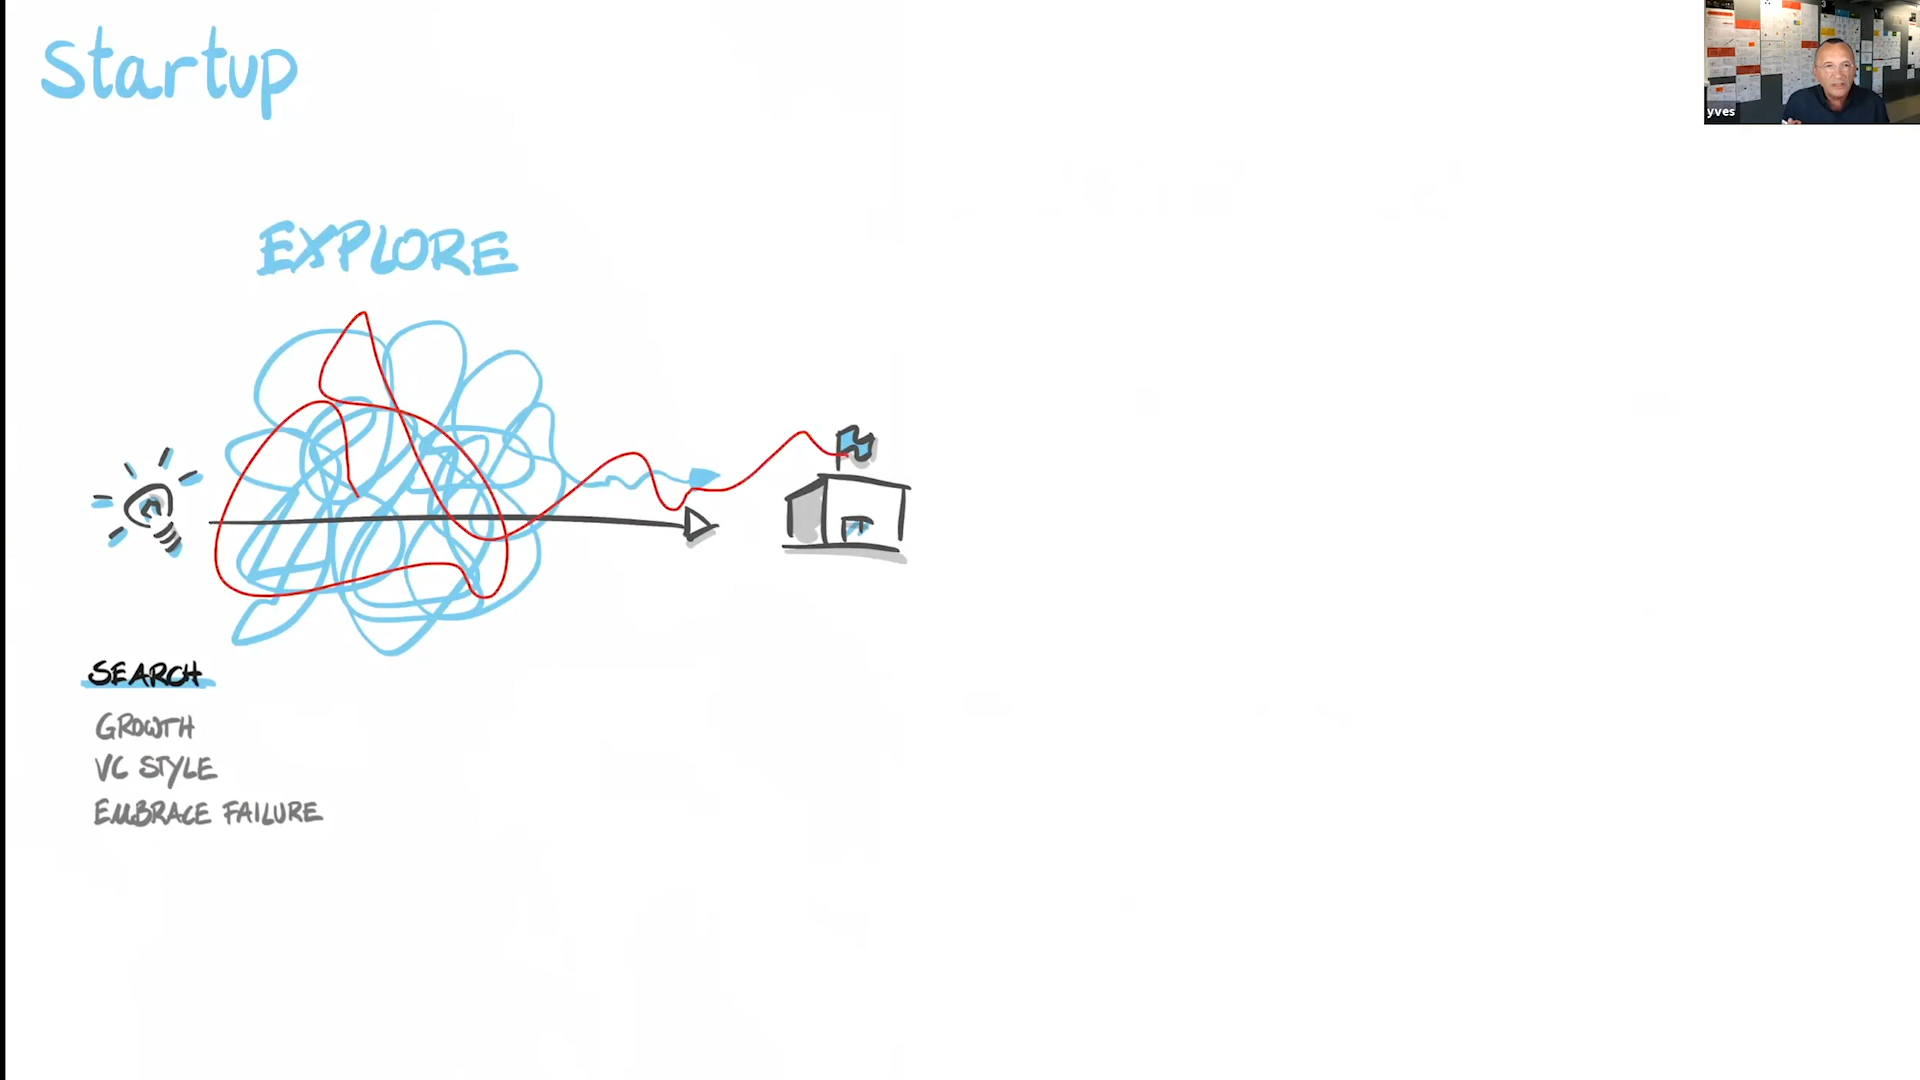 Startup
yves
EXPLORE
SEARCH
GROWTH
VC STYLE
EMBRACE FAILURE